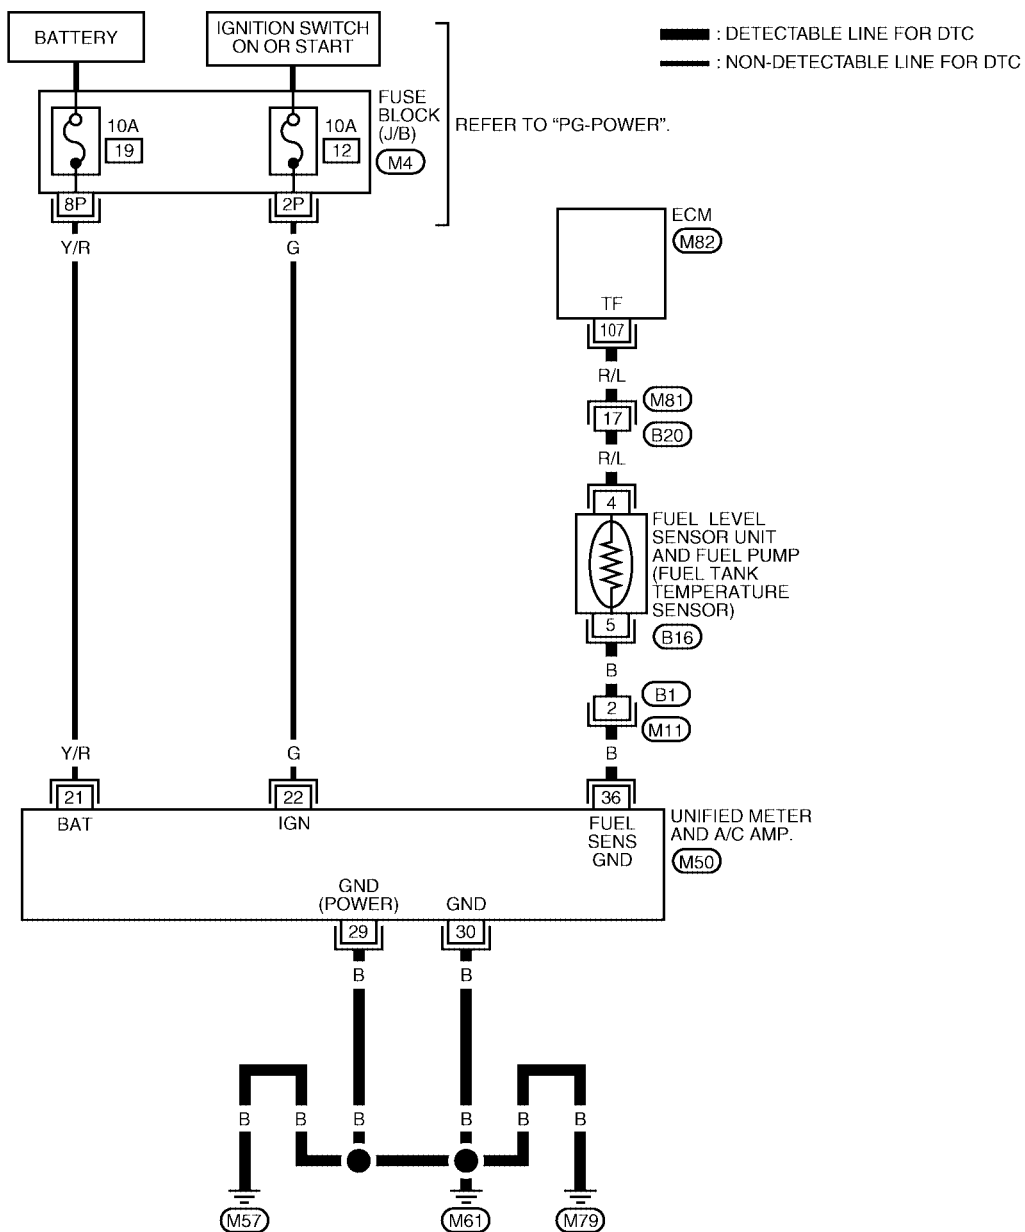 BATTERY
IGNITION SWITCH
ON OR START
: DETECTABLE LINE FOR DTC
: NON-DETECTABLE LINE FOR DTC
10A
19
10A
12
FUSE
BLOCK
(J/B)
M4
REFER TO “PG-POWER”.
8P
2P
Y/R
G
ECM
M82
TF
107
R/L
M81
17
B20
R/L
4
FUEL LEVEL
SENSOR UNIT
AND FUEL PUMP
(FUEL TANK
TEMPERATURE
SENSOR)
5
B16
B
B1
2
M11
Y/R
G
B
21
22
36
BAT
IGN
FUEL
SENS
GND
UNIFIED METER
AND A/C AMP.
M50
GND
(POWER)
GND
29
30
B
B
B
B
B
B
B
B
M57
M61
M79